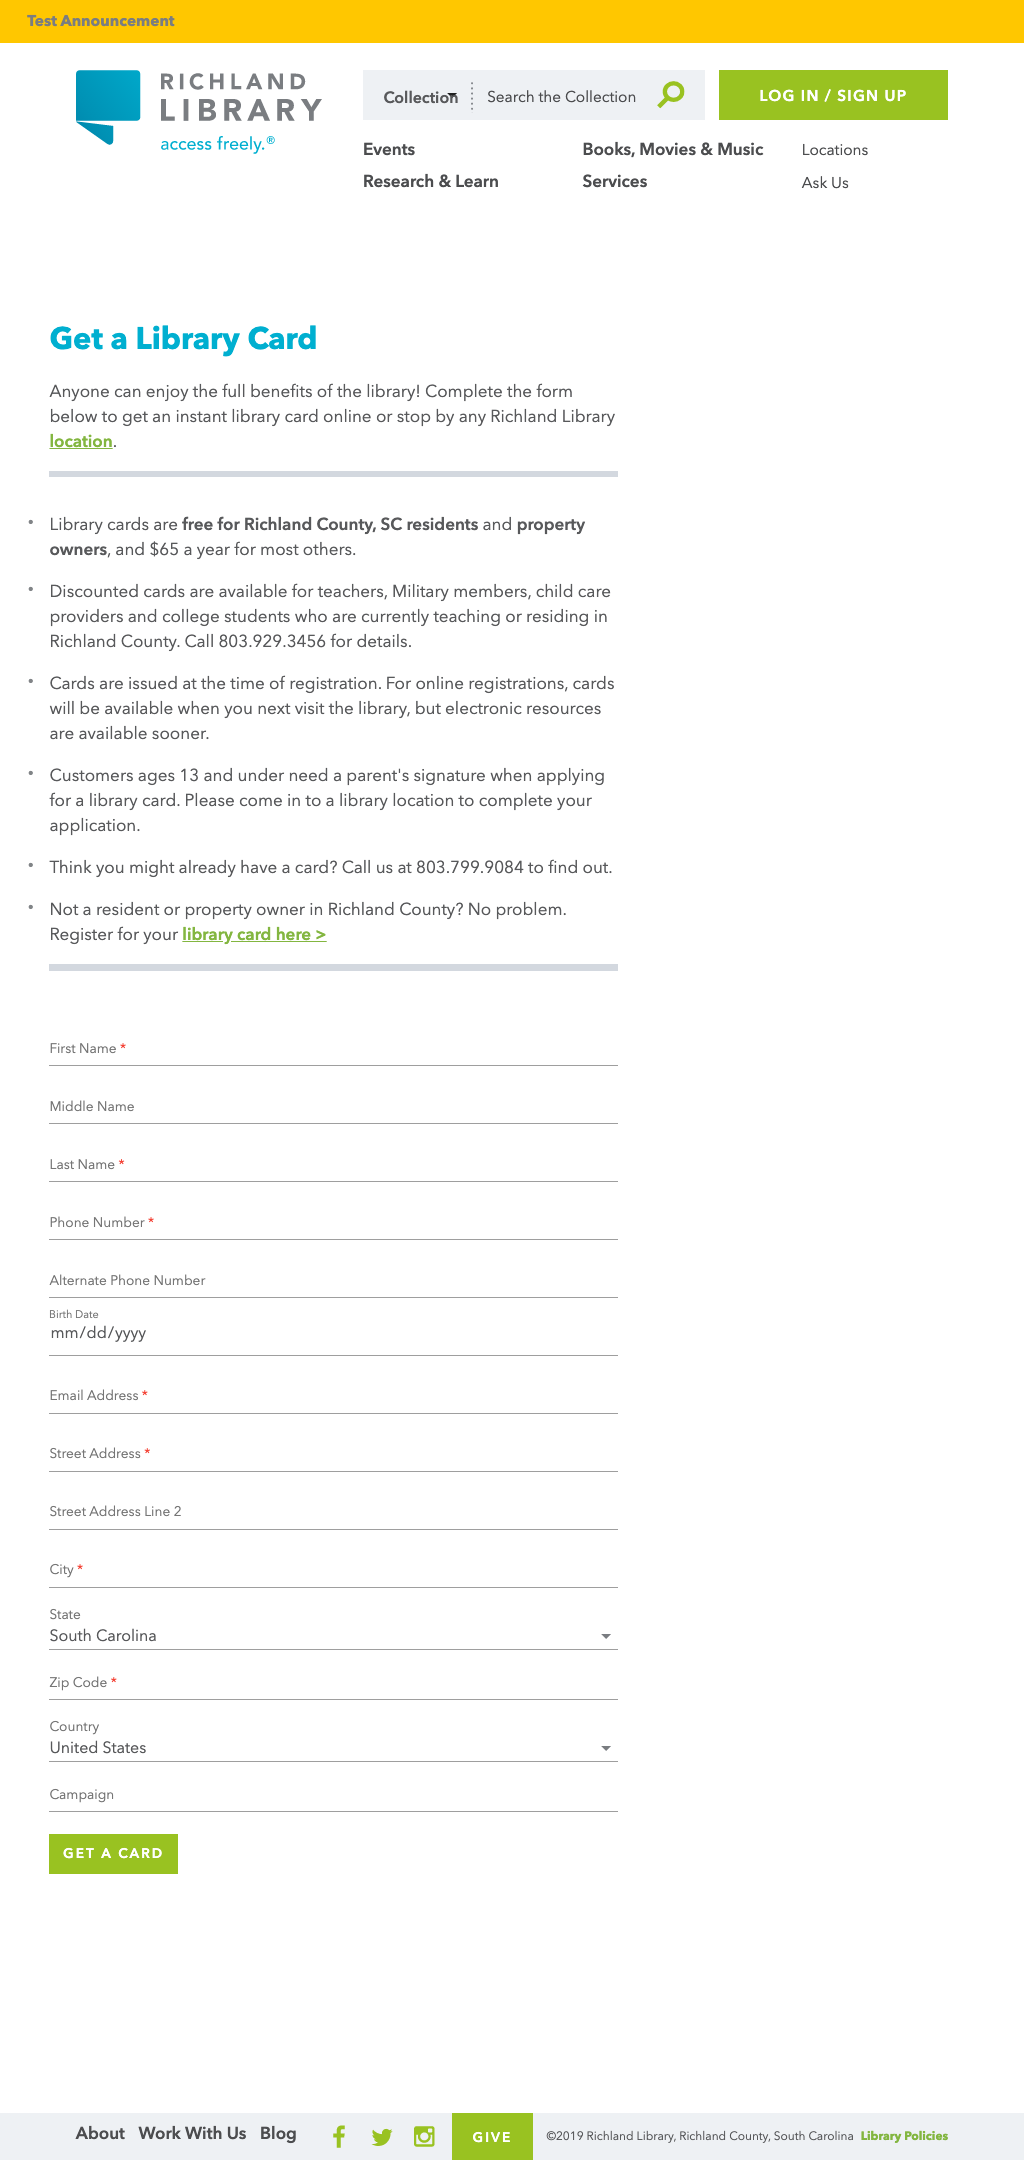 Test Announcement
RICHLAND
LIBRARY
access freely.®
Collection
Search the Collection
LOG IN / SIGN UP
Events
Books, Movies & Music
Locations
Research & Learn
Services
Ask Us
Get a Library Card
Anyone can enjoy the full benefits of the library! Complete the form
below to get an instant library card online or stop by any Richland Library
location.
• Library cards are free for Richland County, SC residents and property
owners, and $65 a year for most others.
• Discounted cards are available for teachers, Military members, child care
providers and college students who are currently teaching or residing in
Richland County. Call 803.929.3456 for details.
• Cards are issued at the time of registration. For online registrations, cards
will be available when you next visit the library, but electronic resources
are available sooner.
• Customers ages 13 and under need a parent's signature when applying
for a library card. Please come in to a library location to complete your
application.
• Think you might already have a card? Call us at 803.799.9084 to find out.
• Not a resident or property owner in Richland County? No problem.
Register for your library card here >
First Name *
Middle Name
Last Name *
Phone Number *
Alternate Phone Number
Birth Date
mm/dd/yyyy
Email Address *
Street Address *
Street Address Line 2
City *
State
South Carolina
Zip Code *
Country
United States
Campaign
GET A CARD
About Work With Us Blog
GIVE
©2019 Richland Library, Richland County, South Carolina Library Policies